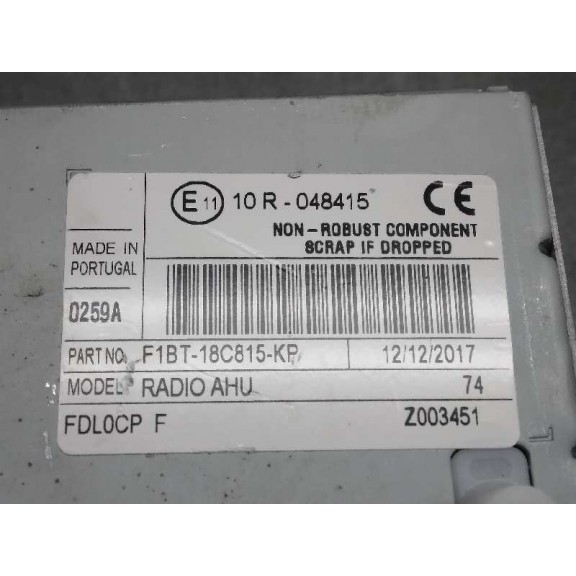 E 11 10 R - 048415 CE
NON - ROBUST COMPONENT
SCRAP IF DROPPED
MADE IN
PORTUGAL
0259A
PART NO. F1BT-18C815-KP 12/12/2017
MODEL RADIO AHU 74
FDL0CP F Z003451